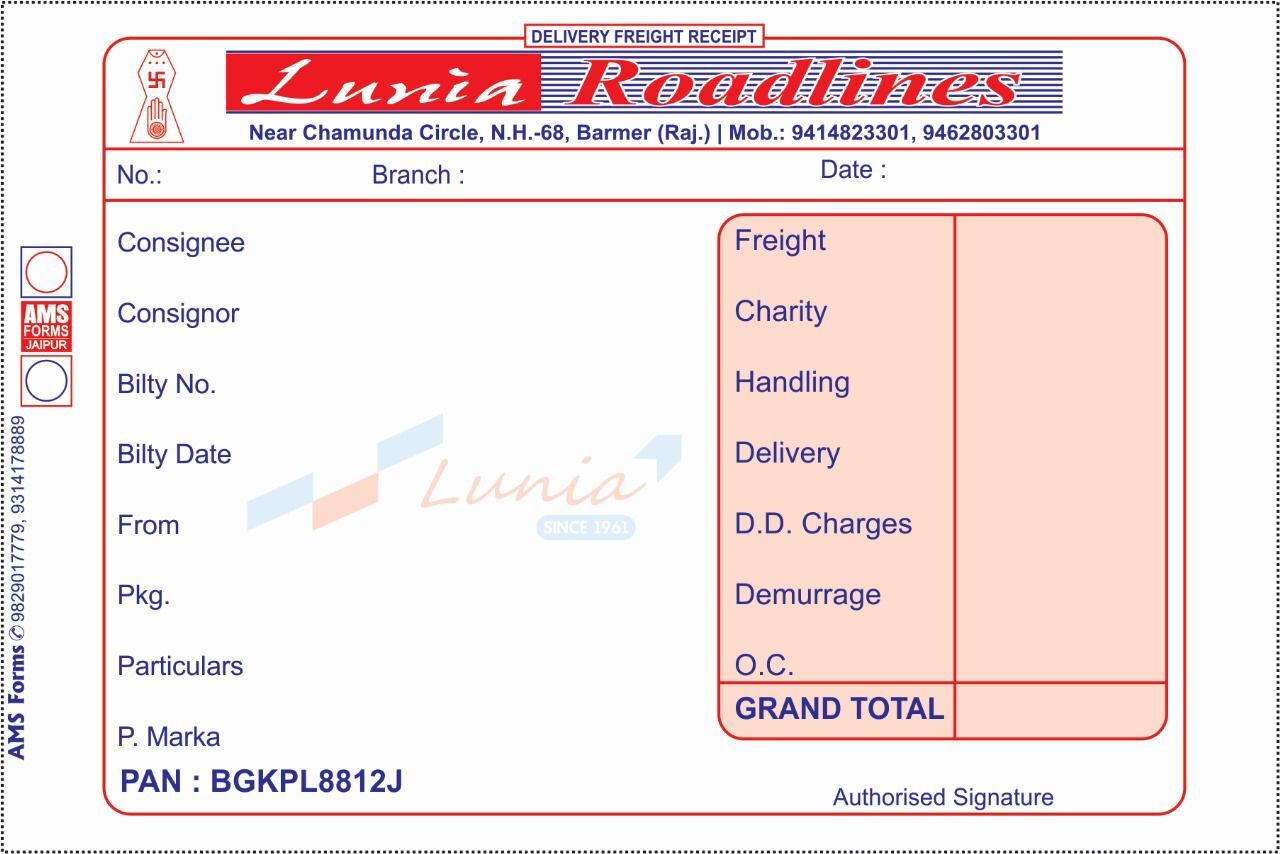 DELIVERY FREIGHT RECEIPT
Lunia Roadlines
Near Chamunda Circle, N.H.-68, Barmer (Raj.) | Mob.: 9414823301, 9462803301
No.: Branch : Date :
Consignee
Consignor
Bilty No.
Bilty Date
From
Pkg.
Particulars
P. Marka
PAN : BGKPL8812J
Lunia
SINCE 1961
Freight
Charity
Handling
Delivery
D.D. Charges
Demurrage
O.C.
GRAND TOTAL
Authorised Signature
AMS
FORMS
JAIPUR
AMS Forms ✆ 9829017779, 9314178889